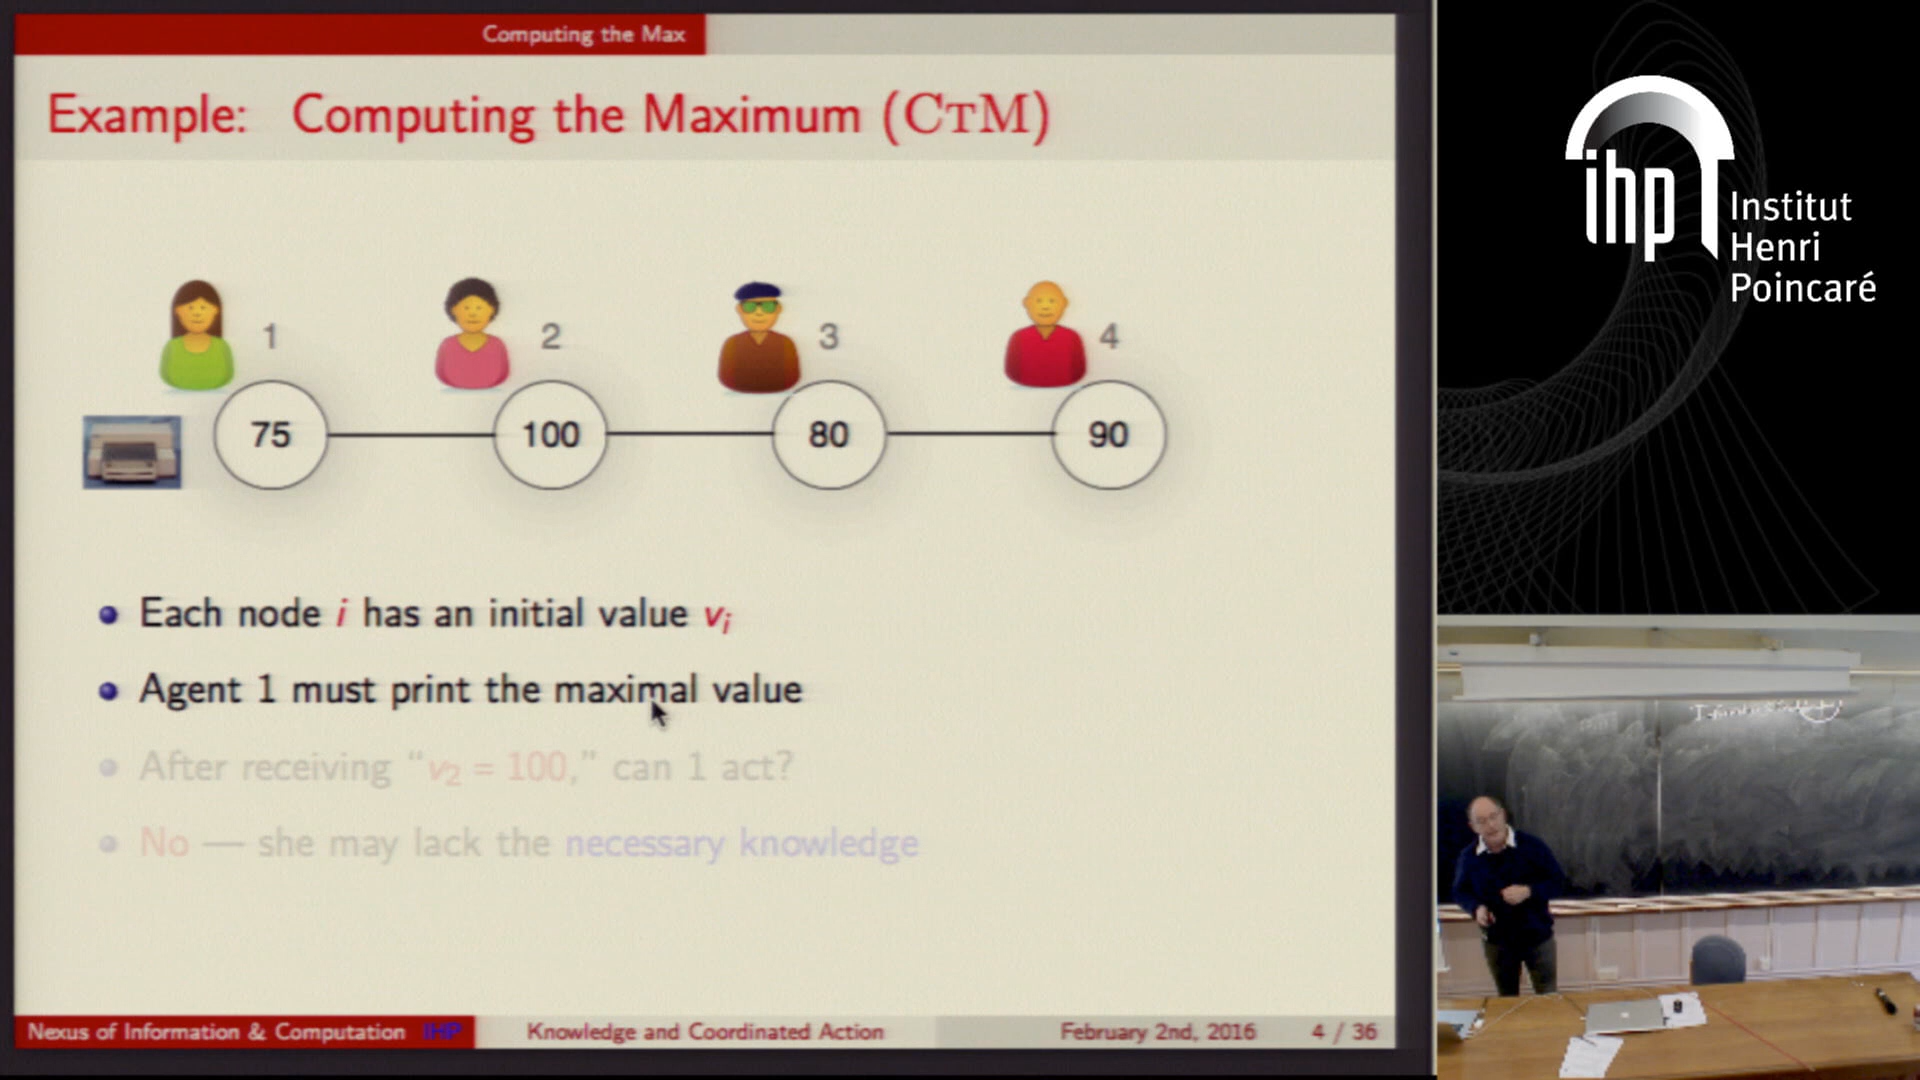 Computing the Max
Example: Computing the Maximum (CTM)
1
2
3
4
75
100
80
90
• Each node i has an initial value vi
• Agent 1 must print the maximal value
• After receiving “v2 = 100,” can 1 act?
• No — she may lack the necessary knowledge
Nexus of Information & Computation IHP
Knowledge and Coordinated Action
February 2nd, 2016
4 / 36
ihp
Institut
Henri
Poincaré